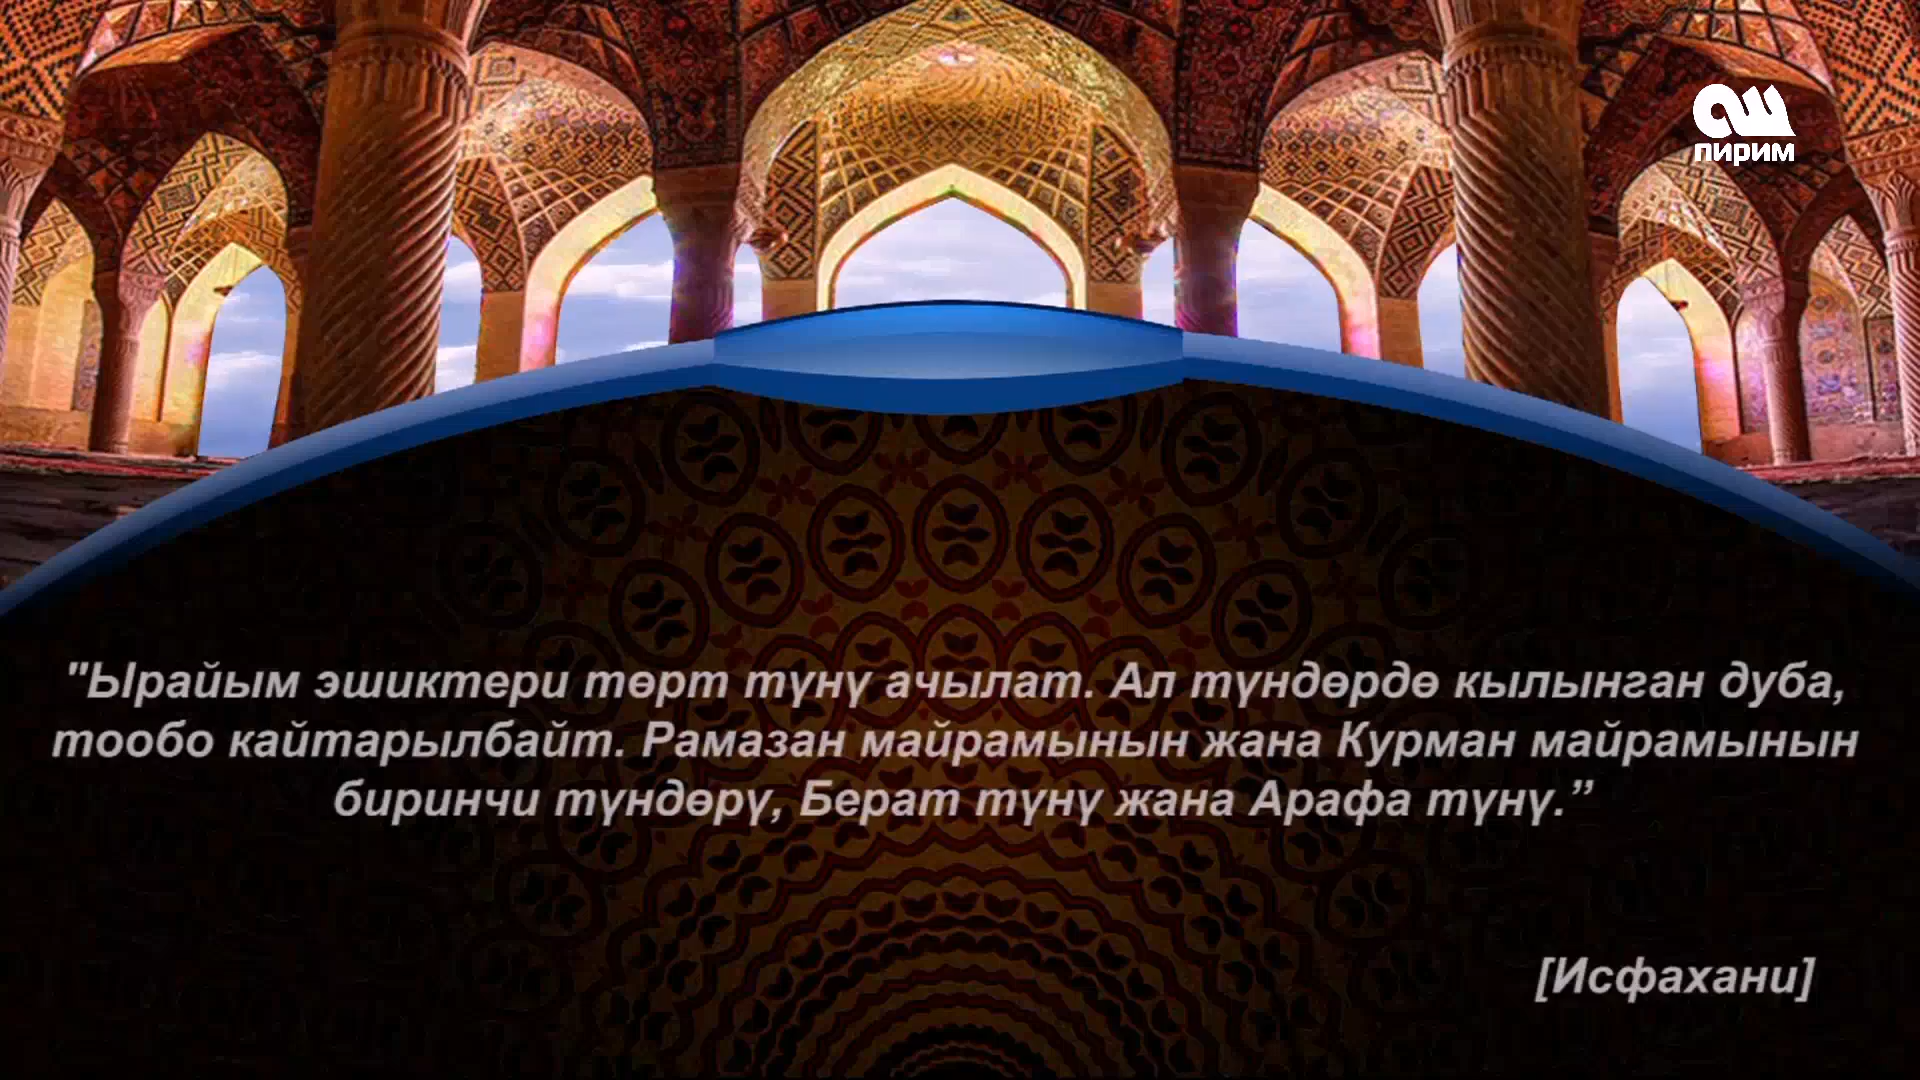 ОШ
ПИРИМ
"Ырайым эшиктери төрт түнү ачылат. Ал түндөрдө кылынган дуба,
тообо кайтарылбайт. Рамазан майрамынын жана Курман майрамынын
биринчи түндөрү, Берат түнү жана Арафа түнү.”
[Исфахани]